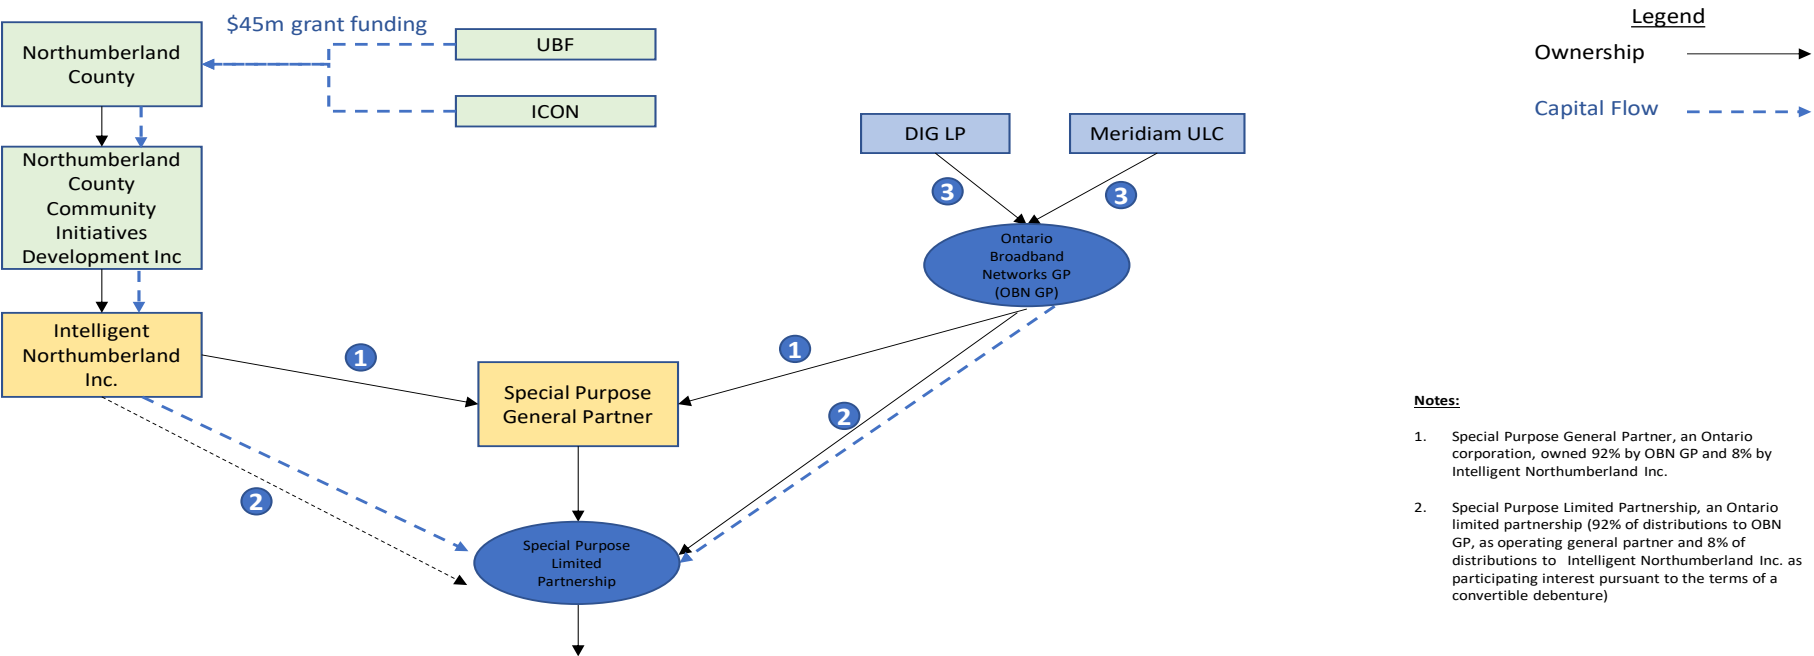 $45m grant funding
Northumberland
County
UBF
ICON
Northumberland
County
Community
Initiatives
Development Inc
Intelligent
Northumberland
Inc.
DIG LP
Meridiam ULC
3
3
Ontario
Broadband
Networks GP
(OBN GP)
1
1
Special Purpose
General Partner
2
2
Special Purpose
Limited
Partnership
Legend
Ownership
Capital Flow
Notes:
1. Special Purpose General Partner, an Ontario
corporation, owned 92% by OBN GP and 8% by
Intelligent Northumberland Inc.
2. Special Purpose Limited Partnership, an Ontario
limited partnership (92% of distributions to OBN
GP, as operating general partner and 8% of
distributions to Intelligent Northumberland Inc. as
participating interest pursuant to the terms of a
convertible debenture)